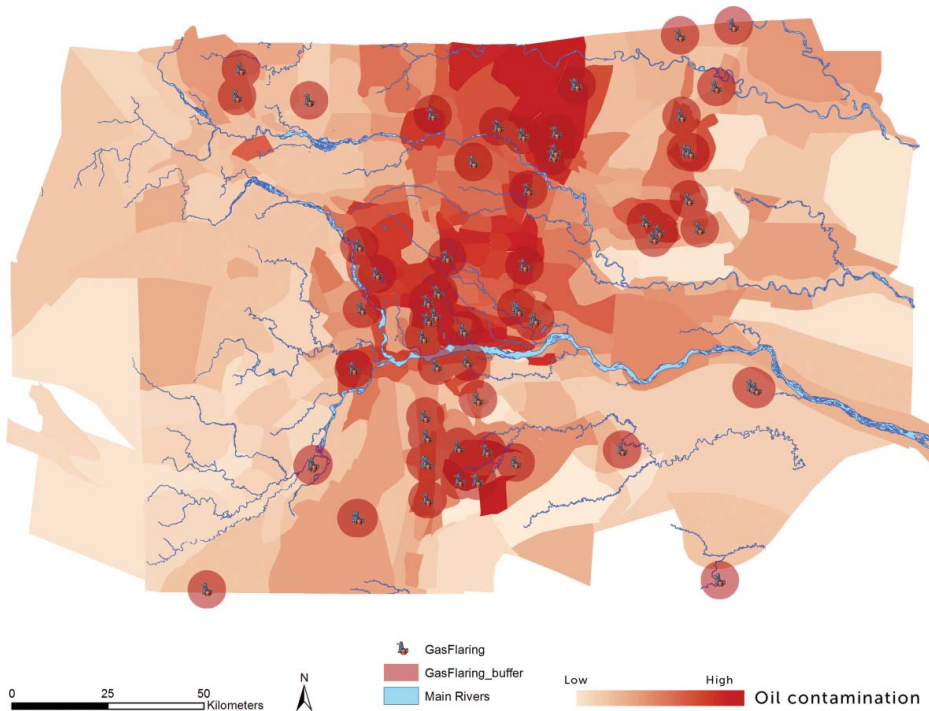 GasFlaring
GasFlaring_buffer
Main Rivers
0 25 50
Kilometers
N
Low High
Oil contamination